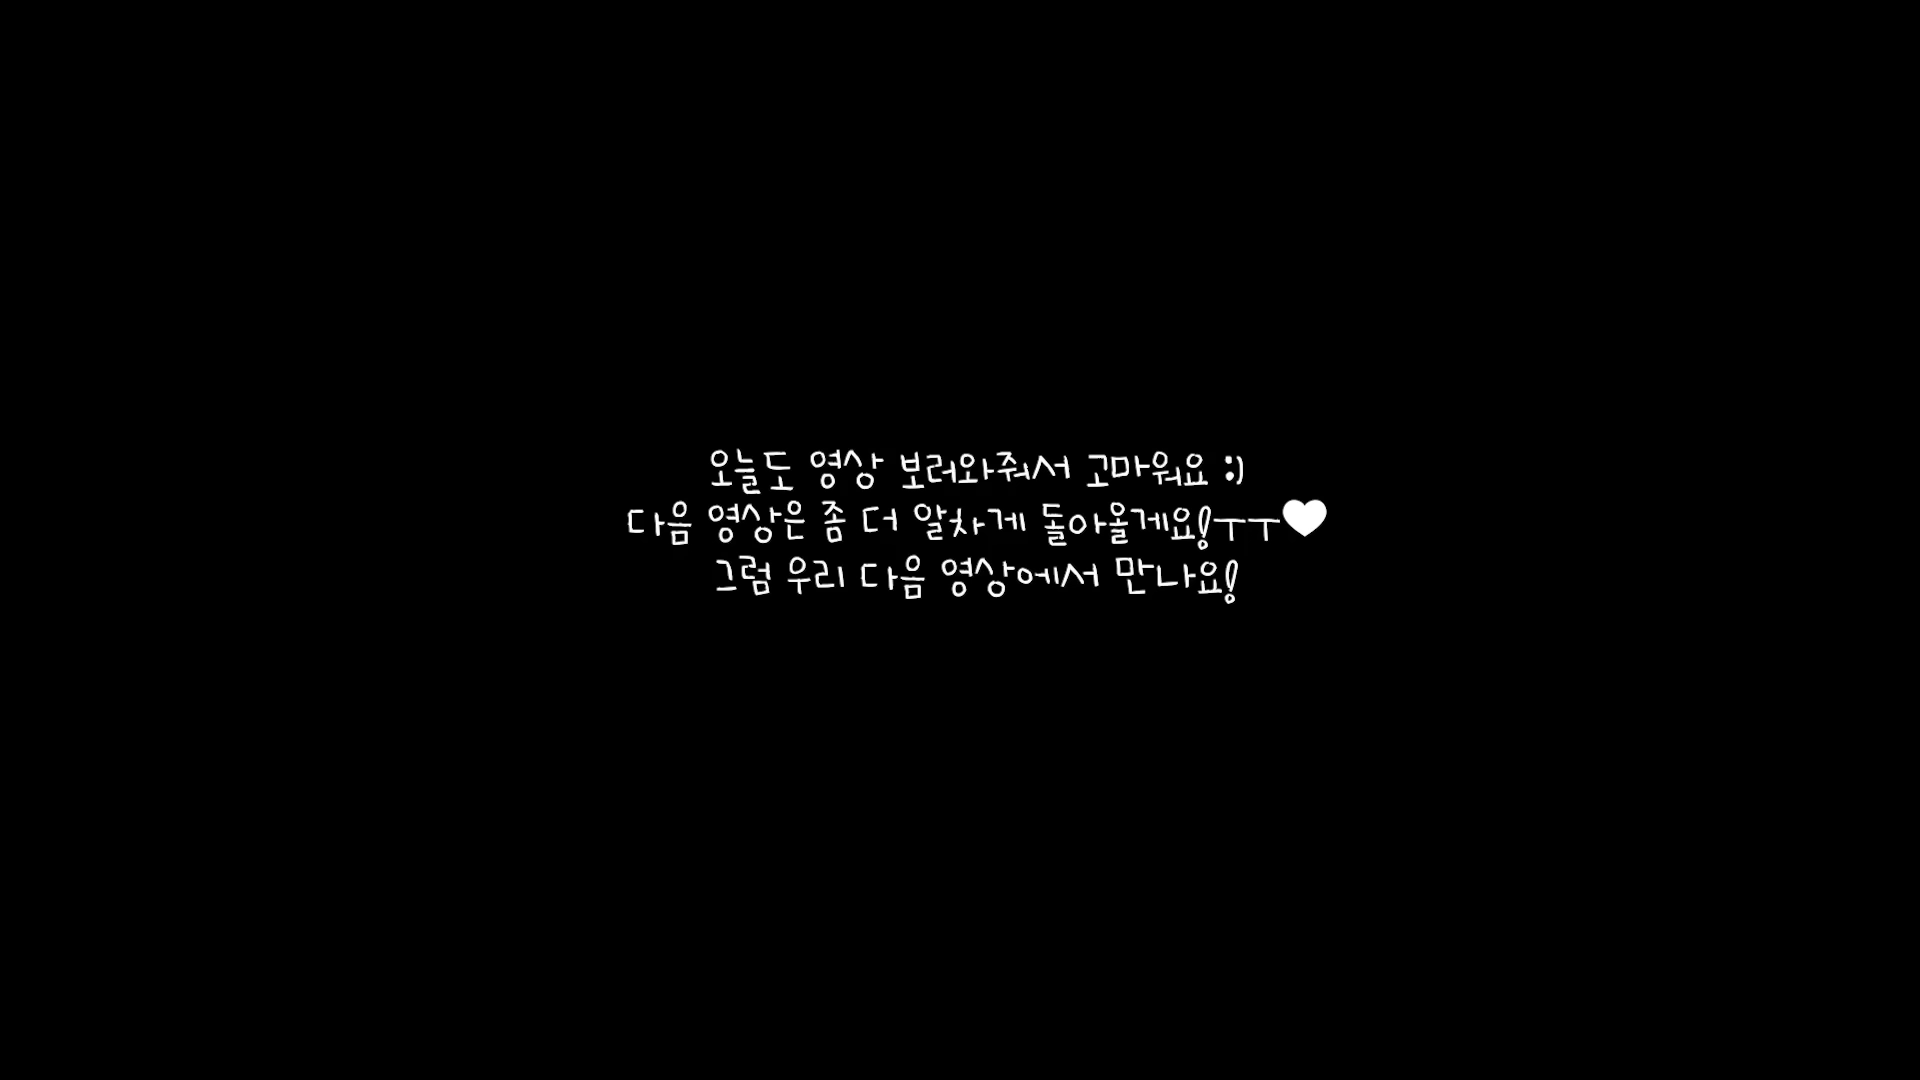 오늘도 영상 보러와줘서 고마워요 :)
다음 영상은 좀 더 알차게 돌아올게요!ㅜㅜ♥
그럼 우리 다음 영상에서 만나요!